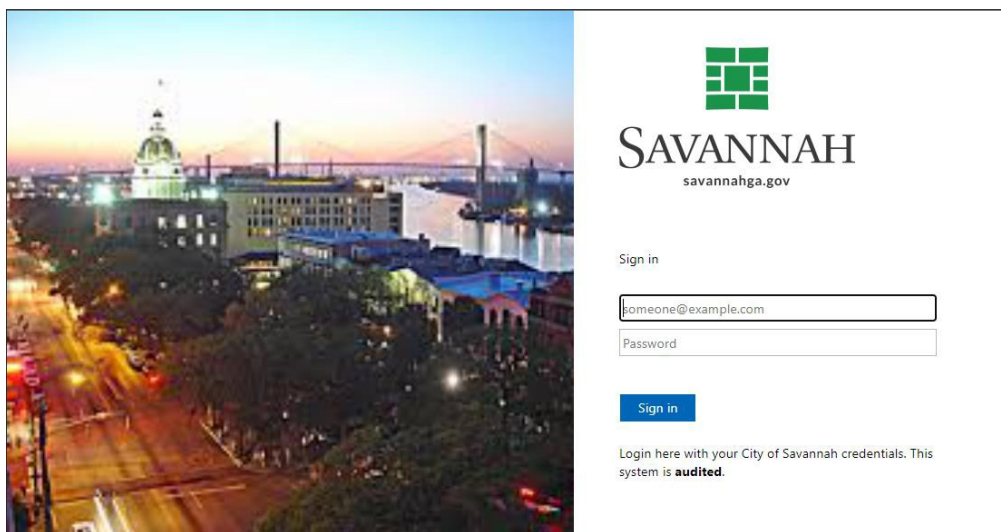 SAVANNAH
savannahga.gov
Sign in
someone@example.com
Password
Sign in
Login here with your City of Savannah credentials. This
system is audited.